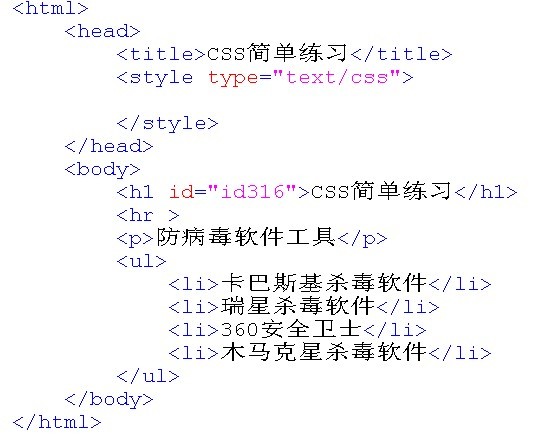 <html>
<head>
<title>CSS简单练习</title>
<style type="text/css">
</style>
</head>
<body>
<h1 id="id316">CSS简单练习</h1>
<hr >
<p>防病毒软件工具</p>
<ul>
<li>卡巴斯基杀毒软件</li>
<li>瑞星杀毒软件</li>
<li>360安全卫士</li>
<li>木马克星杀毒软件</li>
</ul>
</body>
</html>